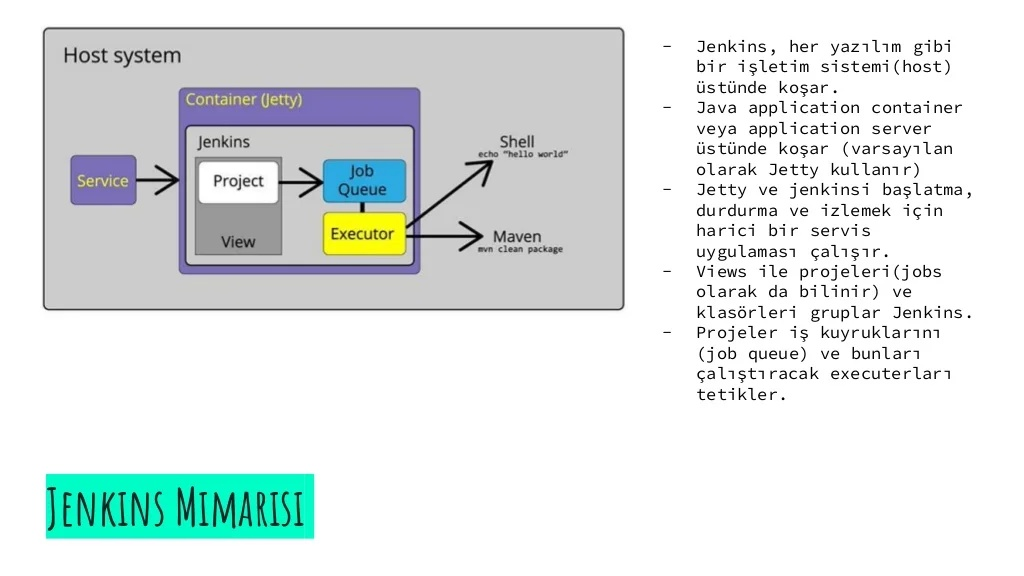 Host system
Container (Jetty)
Jenkins
Service
Project
View
Job
Queue
Executor
Shell
echo "hello world"
Maven
mvn clean package
- Jenkins, her yazılım gibi
bir işletim sistemi(host)
üstünde koşar.
- Java application container
veya application server
üstünde koşar (varsayılan
olarak Jetty kullanır)
- Jetty ve jenkinsi başlatma,
durdurma ve izlemek için
harici bir servis
uygulaması çalışır.
- Views ile projeleri(jobs
olarak da bilinir) ve
klasörleri gruplar Jenkins.
- Projeler iş kuyruklarını
(job queue) ve bunları
çalıştıracak executerları
tetikler.
Jenkins Mimarisi